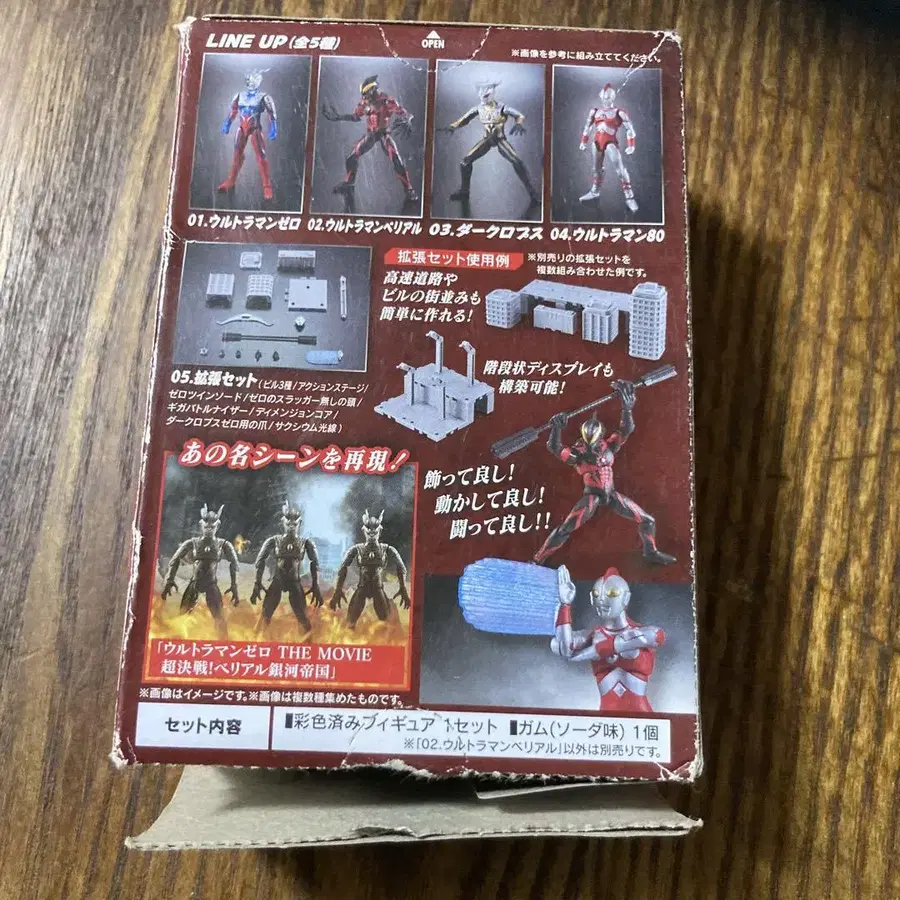 LINE UP(全5種)
OPEN
※画像を参考に組み立ててください。
01.ウルトラマンゼロ
02.ウルトラマンベリアル
03.ダークロプス
04.ウルトラマン80
拡張セット使用例
※別売りの拡張セットを
複数組み合わせた例です。
高速道路や
ビルの街並みも
簡単に作れる!
階段状ディスプレイも
構築可能!
05.拡張セット(ビル3種/アクションステージ/
ゼロツインソード/ゼロのスラッガー無しの頭/
ギガバトルナイザー/ディメンジョンコア/
ダークロプスゼロ用の爪/サクシウム光線)
あの名シーンを再現!
飾って良し!
動かして良し!
闘って良し!!
「ウルトラマンゼロ THE MOVIE
超決戦!ベリアル銀河帝国」
※画像はイメージです。※画像は複数種集めたものです。
セット内容
■彩色済みフィギュア 1セット ■ガム(ソーダ味) 1個
※「02.ウルトラマンベリアル」以外は別売りです。